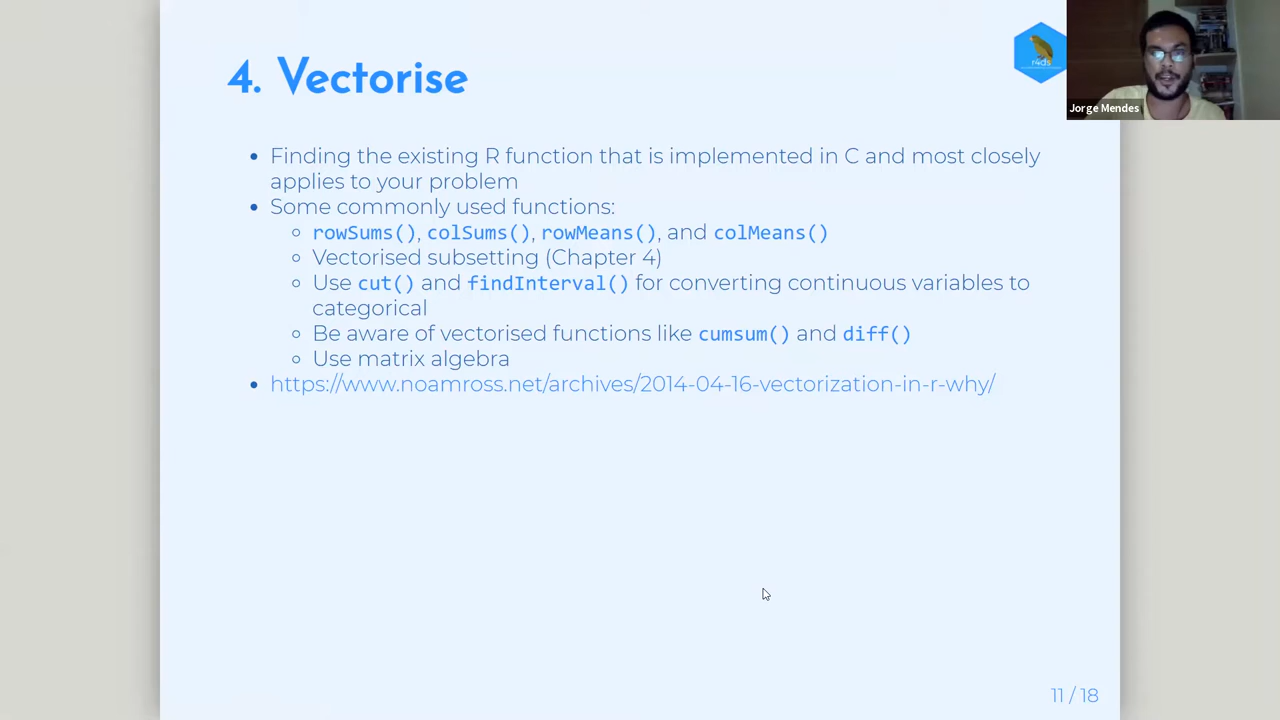 4. Vectorise
r4ds
Jorge Mendes
• Finding the existing R function that is implemented in C and most closely
applies to your problem
• Some commonly used functions:
◦ rowSums(), colSums(), rowMeans(), and colMeans()
◦ Vectorised subsetting (Chapter 4)
◦ Use cut() and findInterval() for converting continuous variables to
categorical
◦ Be aware of vectorised functions like cumsum() and diff()
◦ Use matrix algebra
• https://www.noamross.net/archives/2014-04-16-vectorization-in-r-why/
11 / 18